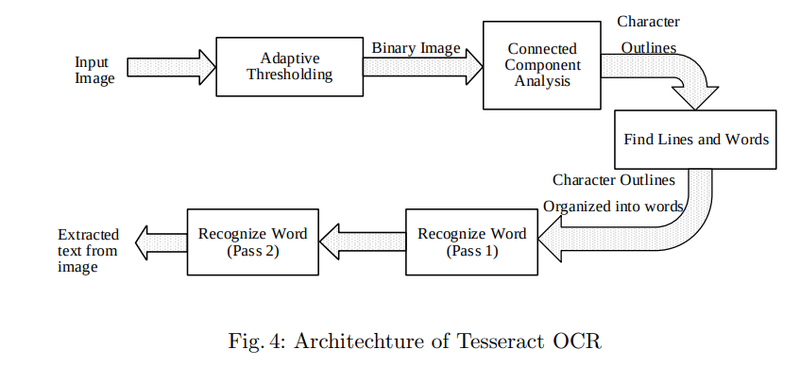 Input
Image
Adaptive
Thresholding
Binary Image
Connected
Component
Analysis
Character
Outlines
Find Lines and Words
Character Outlines
Organized into words
Recognize Word
(Pass 1)
Recognize Word
(Pass 2)
Extracted
text from
image
Fig. 4: Architechture of Tesseract OCR